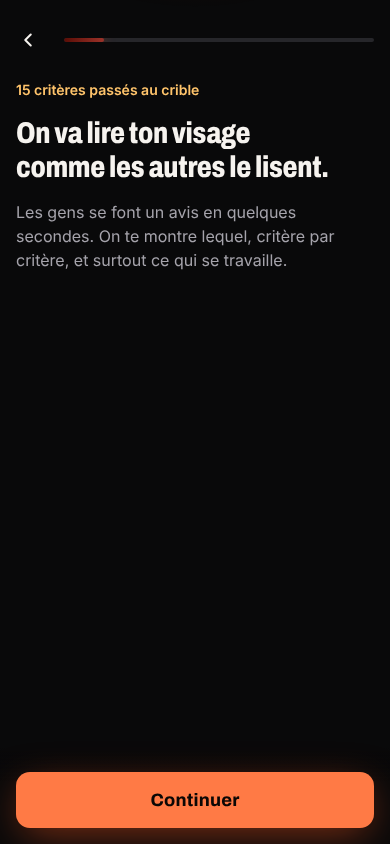 15 critères passés au crible
On va lire ton visage
comme les autres le lisent.
Les gens se font un avis en quelques
secondes. On te montre lequel, critère par
critère, et surtout ce qui se travaille.
Continuer